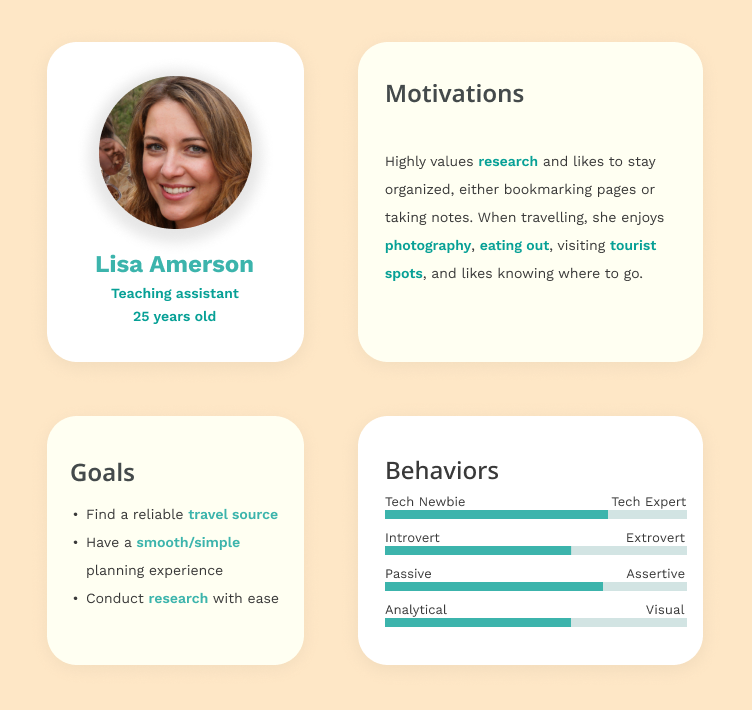 Lisa Amerson
Teaching assistant
25 years old
Motivations
Highly values research and likes to stay
organized, either bookmarking pages or
taking notes. When travelling, she enjoys
photography, eating out, visiting tourist
spots, and likes knowing where to go.
Goals
• Find a reliable travel source
• Have a smooth/simple
planning experience
• Conduct research with ease
Behaviors
Tech Newbie Tech Expert
Introvert Extrovert
Passive Assertive
Analytical Visual